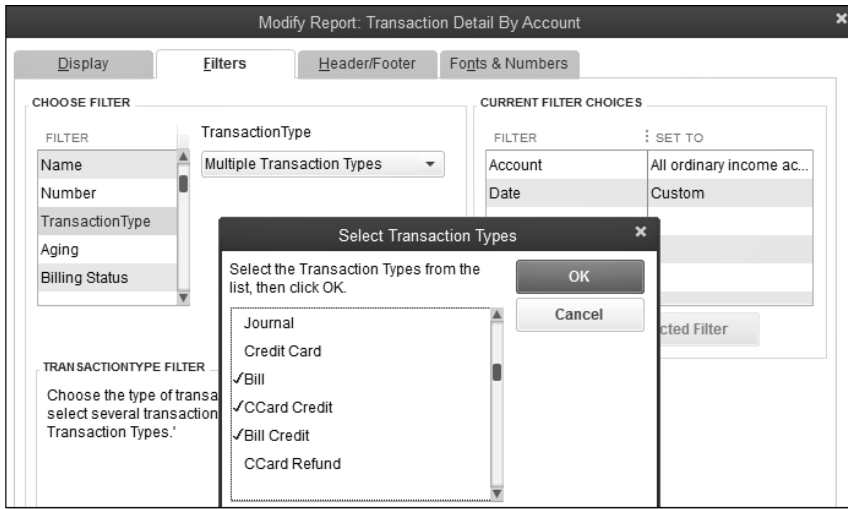 Modify Report: Transaction Detail By Account
Display
Filters
Header/Footer
Fonts & Numbers
CHOOSE FILTER
FILTER
Name
Number
TransactionType
Aging
Billing Status
TransactionType
Multiple Transaction Types
CURRENT FILTER CHOICES
FILTER
SET TO
Account
All ordinary income ac...
Date
Custom
cted Filter
TRANSACTIONTYPE FILTER
Choose the type of transa
select several transaction
Transaction Types.'
Select Transaction Types
Select the Transaction Types from the
list, then click OK.
OK
Cancel
Journal
Credit Card
✓Bill
✓CCard Credit
✓Bill Credit
CCard Refund